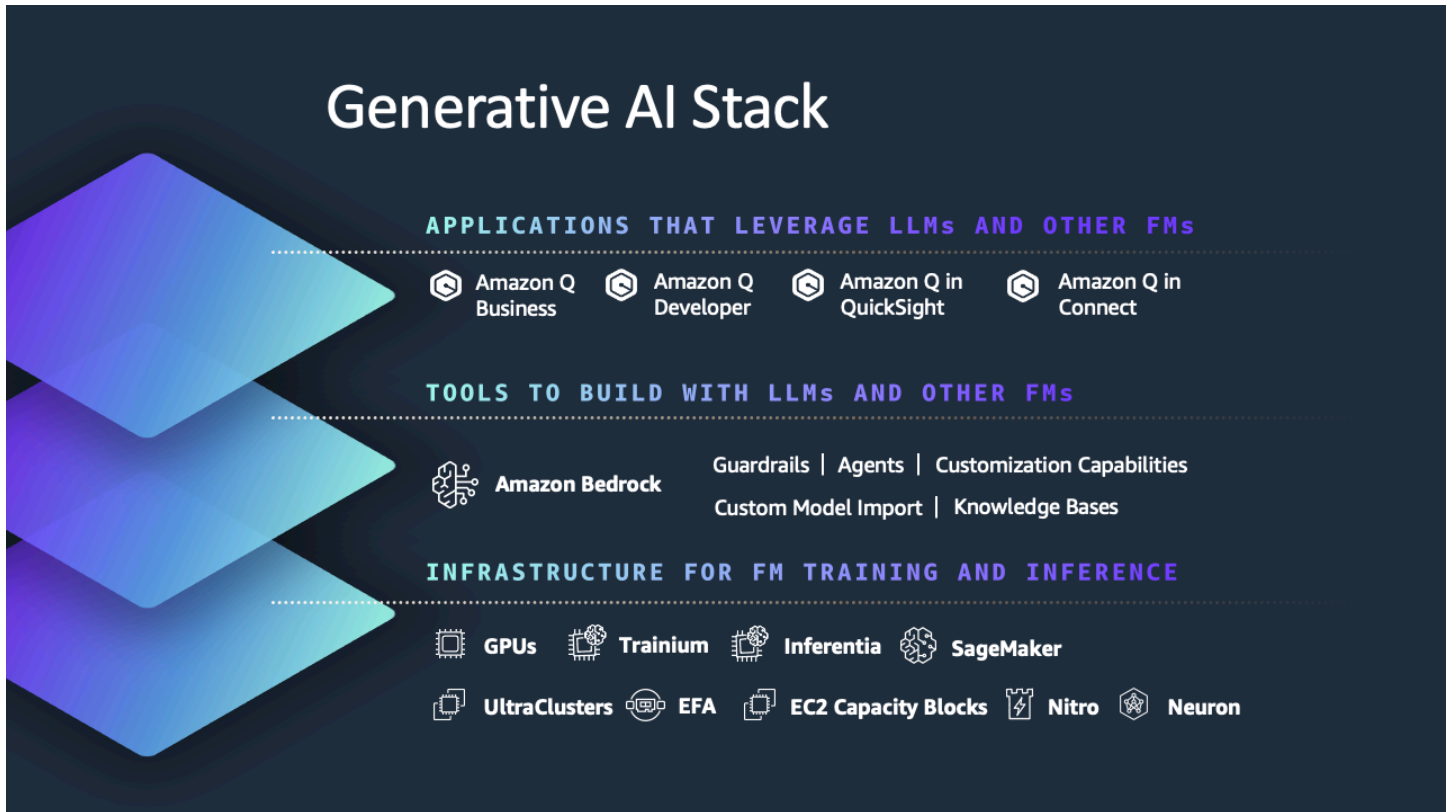 Generative AI Stack
APPLICATIONS THAT LEVERAGE LLMs AND OTHER FMs
Amazon Q Business
Amazon Q Developer
Amazon Q in QuickSight
Amazon Q in Connect
TOOLS TO BUILD WITH LLMs AND OTHER FMs
Amazon Bedrock
Guardrails | Agents | Customization Capabilities
Custom Model Import | Knowledge Bases
INFRASTRUCTURE FOR FM TRAINING AND INFERENCE
GPUs Trainium Inferentia SageMaker
UltraClusters EFA EC2 Capacity Blocks Nitro Neuron